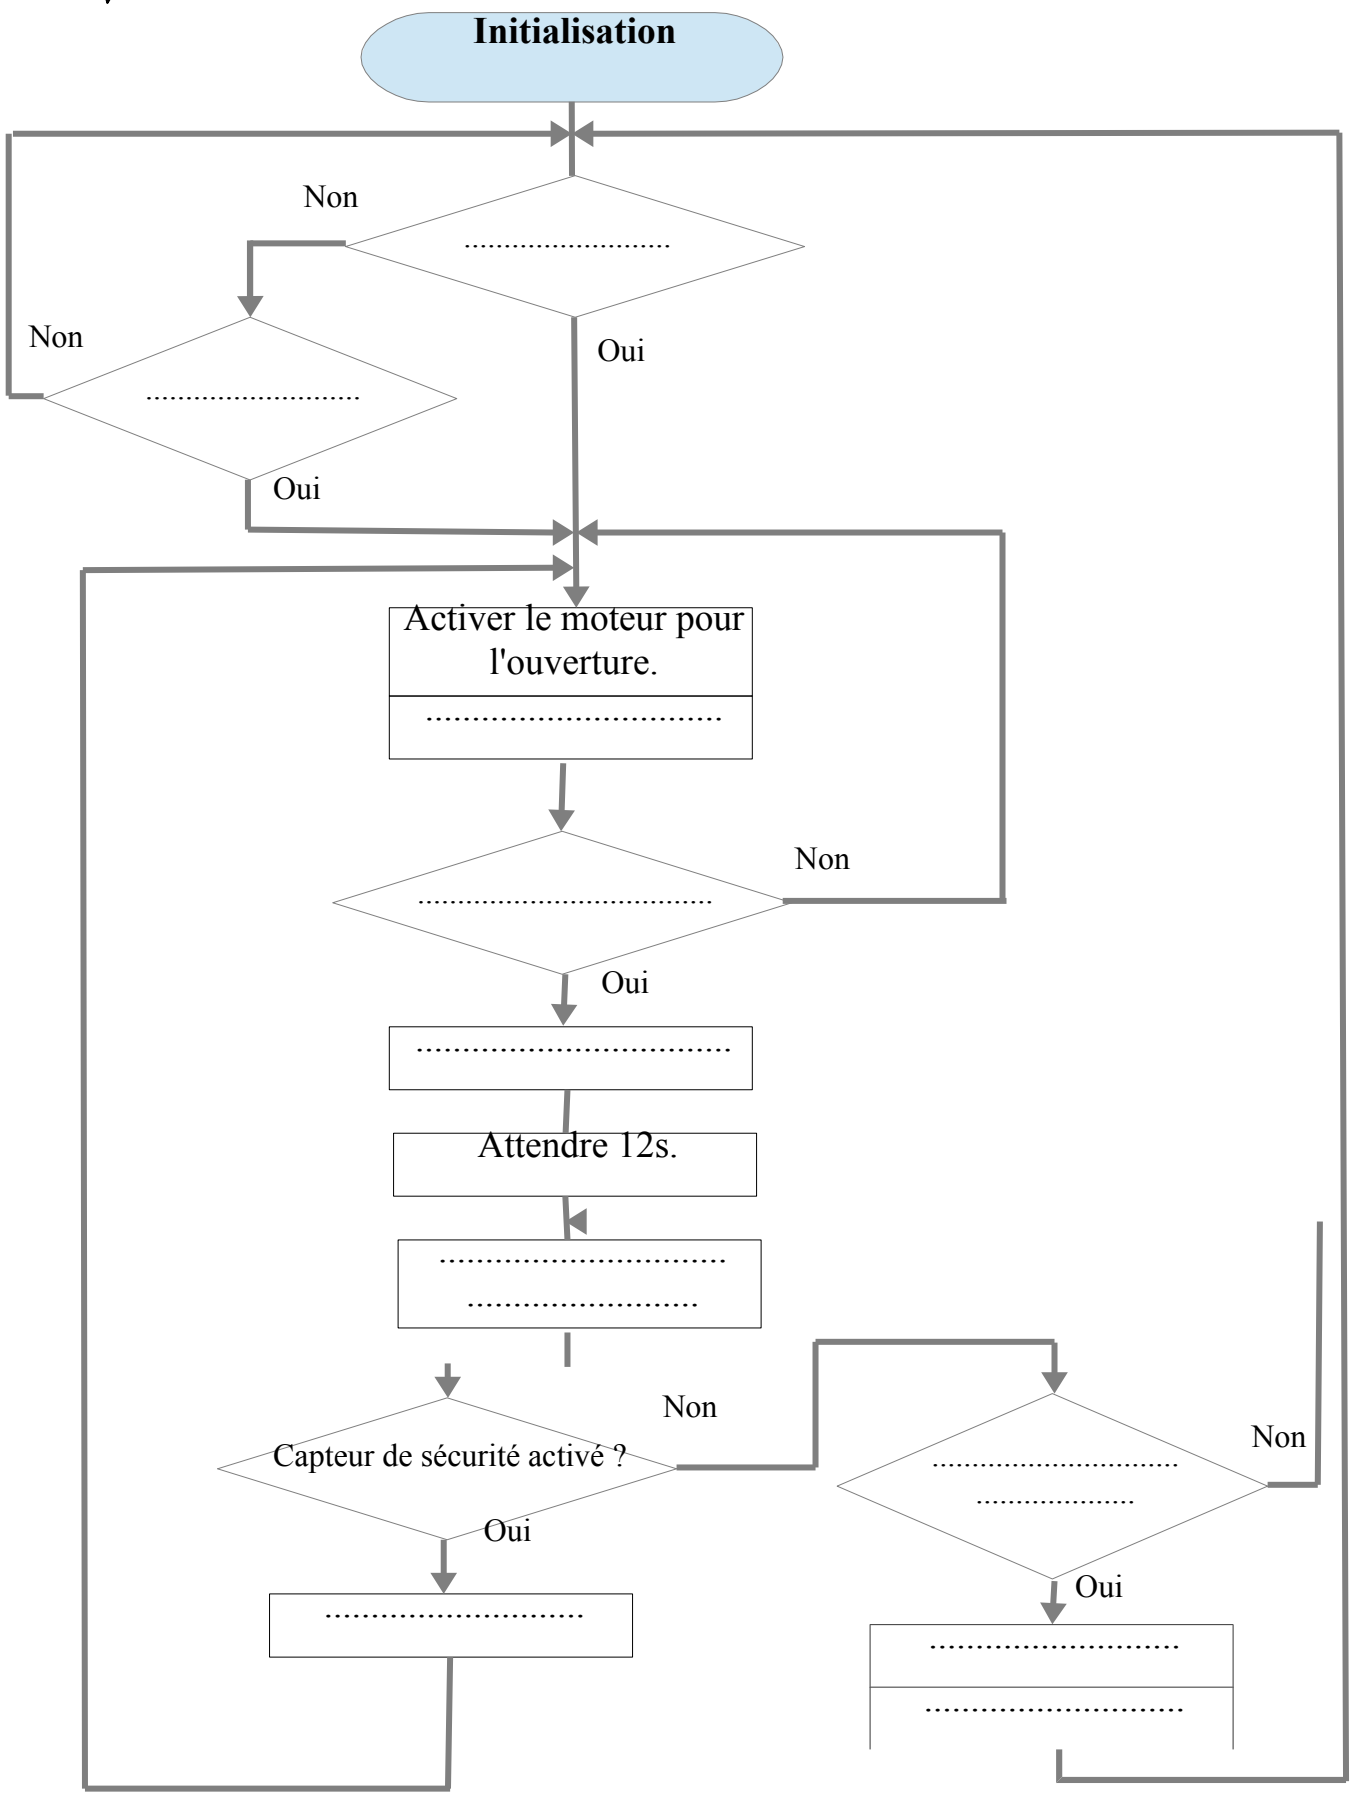 Initialisation
Non
..........................
Non
Oui
...........................
Oui
Activer le moteur pour
l'ouverture.
................................
Non
.....................................
Oui
..................................
Attendre 12s.
...............................
.........................
Non
Capteur de sécurité activé ?
Non
...............................
....................
Oui
Oui
............................
...........................
............................